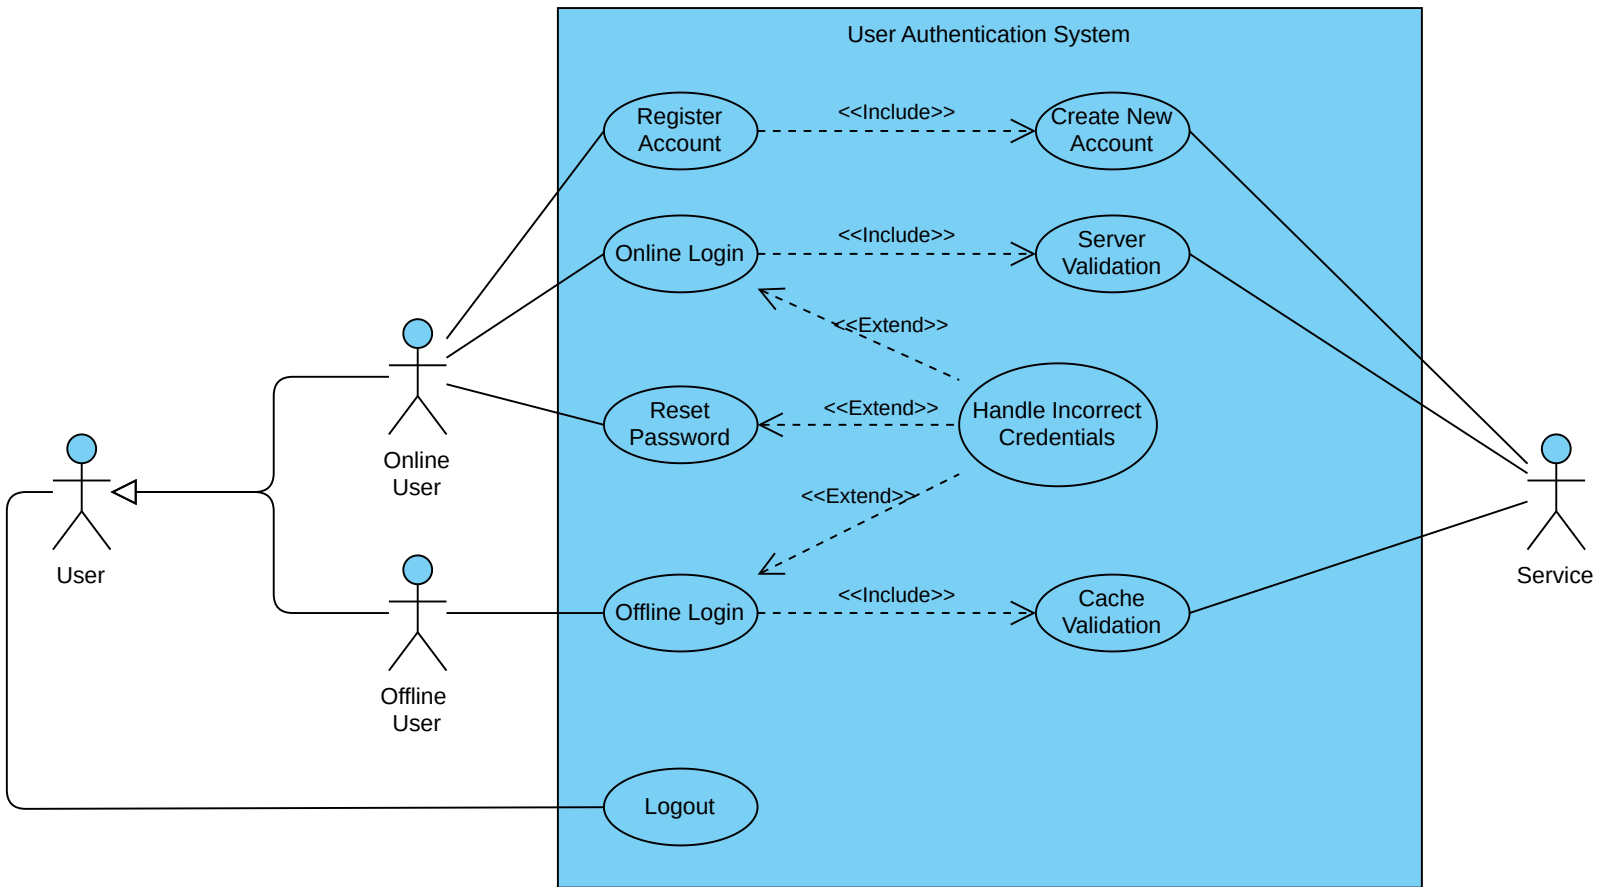 User Authentication System
Register
Account
<<Include>>
Create New
Account
Online Login
<<Include>>
Server
Validation
<<Extend>>
Reset
Password
<<Extend>>
Handle Incorrect
Credentials
Online
User
<<Extend>>
User
Service
Offline Login
<<Include>>
Cache
Validation
Offline
User
Logout